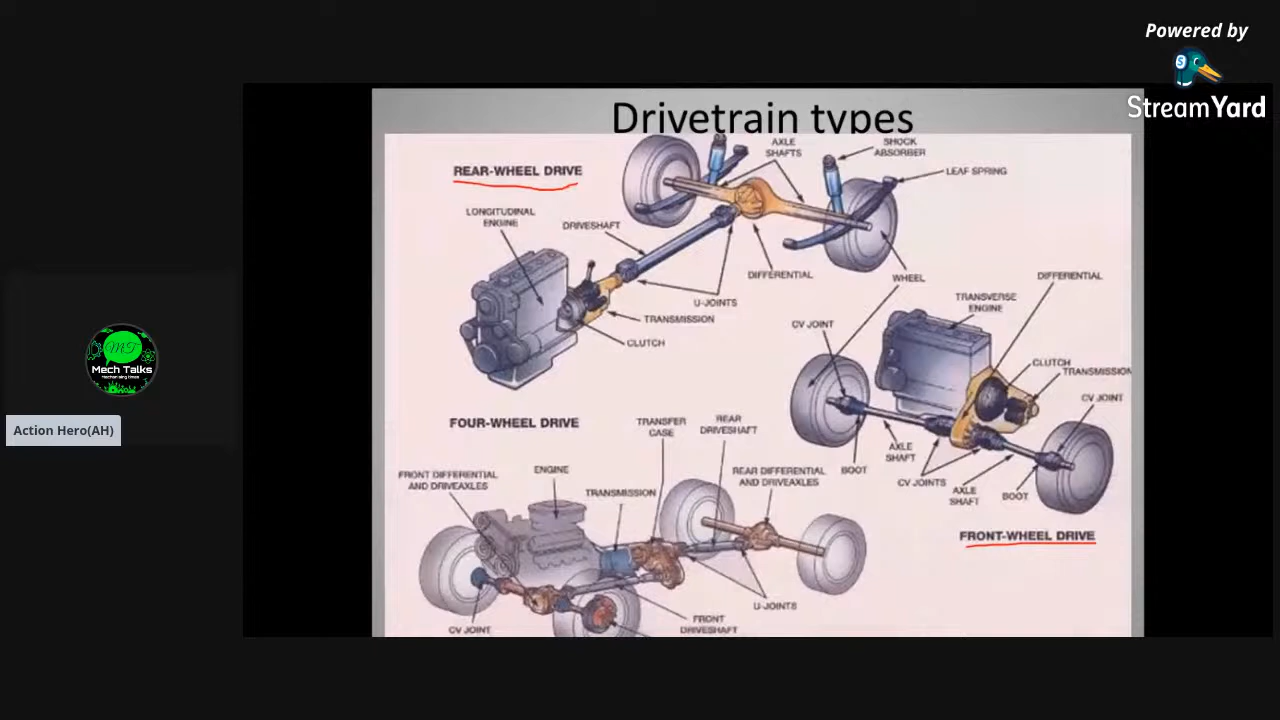 Powered by
StreamYard
Drivetrain types
REAR-WHEEL DRIVE
AXLE
SHAFTS
SHOCK
ABSORBER
LEAF SPRING
LONGITUDINAL
ENGINE
DRIVESHAFT
DIFFERENTIAL
WHEEL
U-JOINTS
TRANSMISSION
CLUTCH
DIFFERENTIAL
TRANSVERSE
ENGINE
CV JOINT
CLUTCH
TRANSMISSION
CV JOINT
AXLE
SHAFT
BOOT
CV JOINTS
AXLE
SHAFT
BOOT
FRONT-WHEEL DRIVE
FOUR-WHEEL DRIVE
TRANSFER
CASE
REAR
DRIVESHAFT
FRONT DIFFERENTIAL
AND DRIVEAXLES
ENGINE
TRANSMISSION
REAR DIFFERENTIAL
AND DRIVEAXLES
U-JOINTS
CV JOINT
FRONT
DRIVESHAFT
MT
Mech Talks
Action Hero(AH)